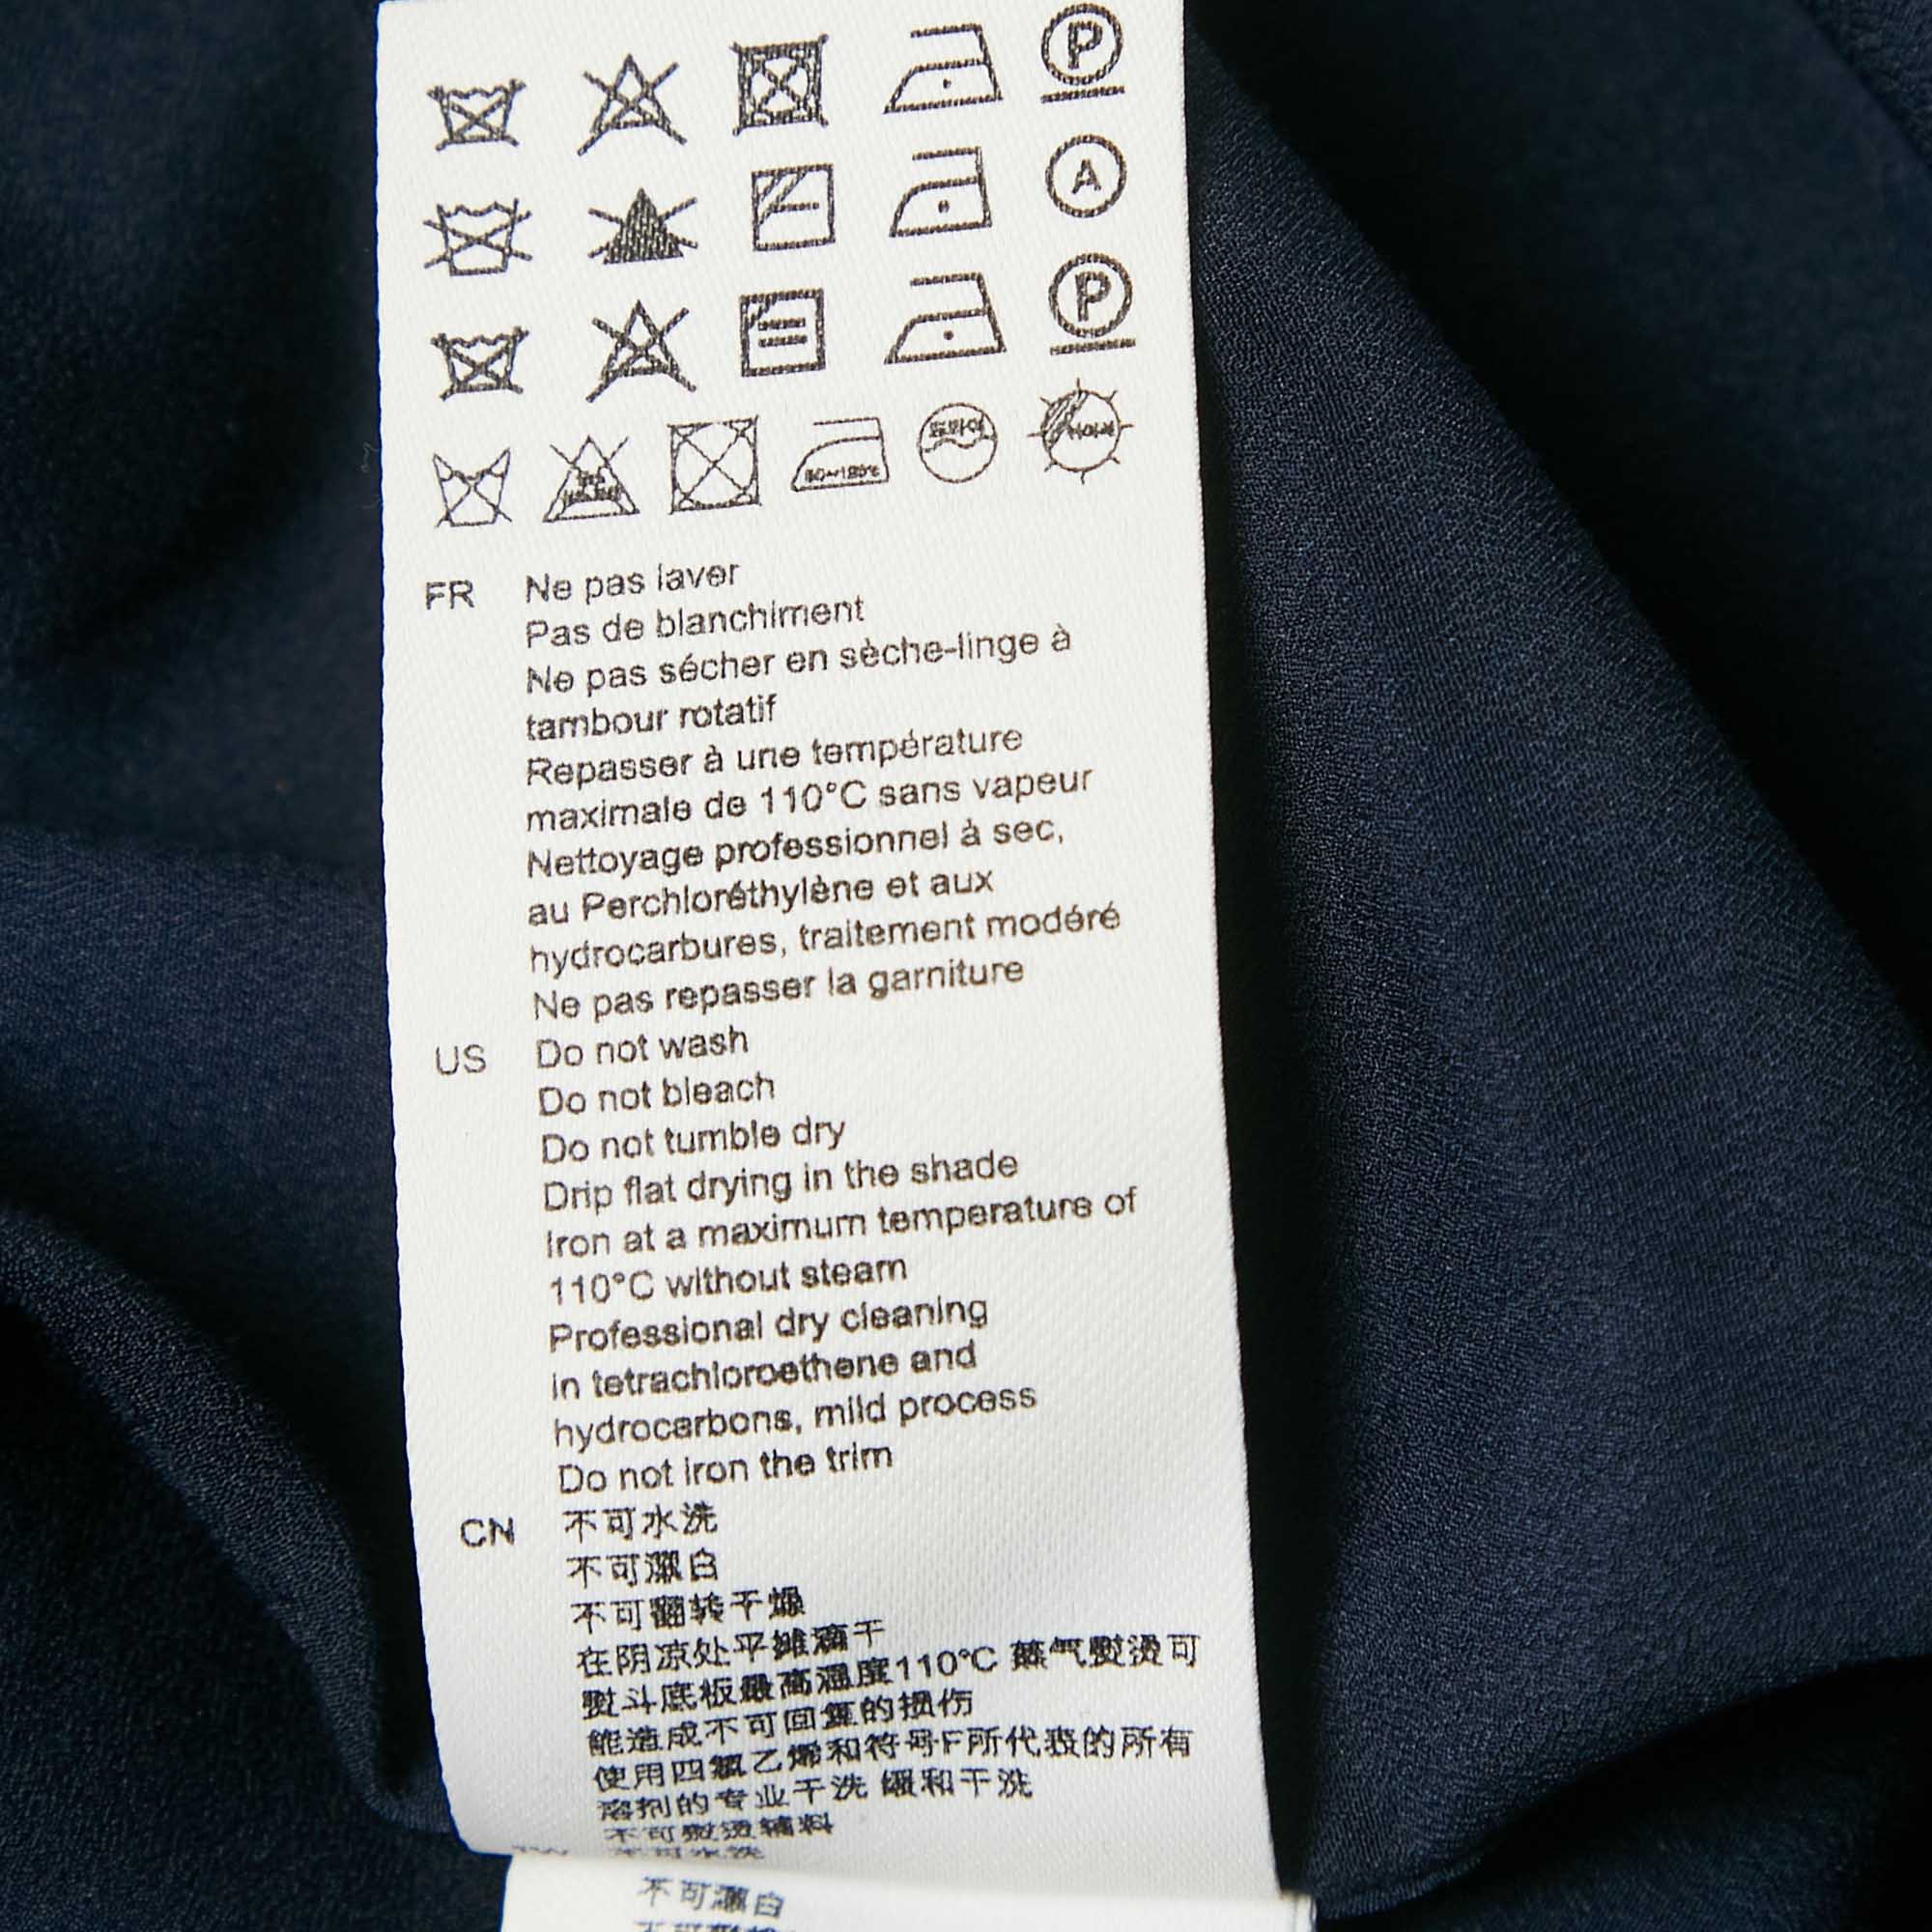 P
A
P
80~120℃
FR Ne pas laver
Pas de blanchiment
Ne pas sécher en sèche-linge à
tambour rotatif
Repasser à une température
maximale de 110°C sans vapeur
Nettoyage professionnel à sec,
au Perchloréthylène et aux
hydrocarbures, traitement modéré
Ne pas repasser la garniture
US Do not wash
Do not bleach
Do not tumble dry
Drip flat drying in the shade
Iron at a maximum temperature of
110°C without steam
Professional dry cleaning
in tetrachloroethene and
hydrocarbons, mild process
Do not iron the trim
CN 不可水洗
不可漂白
不可翻转干燥
在阴凉处平摊滴干
熨斗底板最高温度110°C 蒸气熨烫可
能造成不可回复的损伤
使用四氯乙烯和符号F所代表的所有
溶剂的专业干洗 缓和干洗
不可熨烫辅料
TW 不可水洗
不可漂白